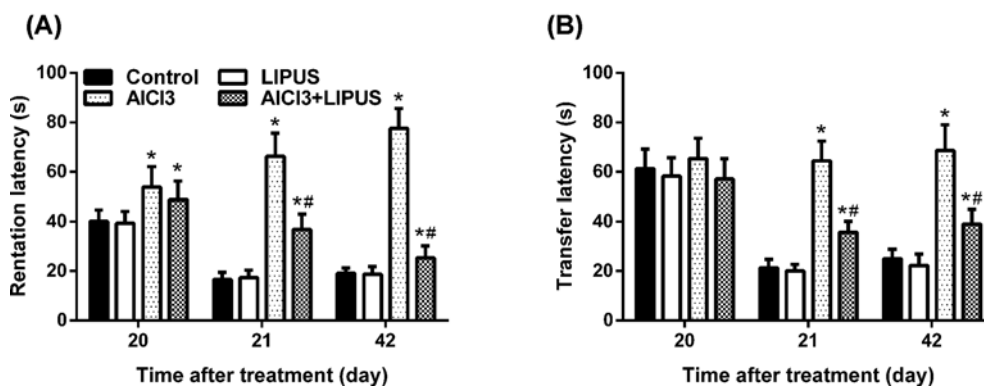 (A)
Rentation latency (s)
100
80
60
40
20
0
Control
LIPUS
AlCl3
AlCl3+LIPUS
* *
*
*#
*
*#
20 21 42
Time after treatment (day)
(B)
Transfer latency (s)
100
80
60
40
20
0
*
*#
*
*#
20 21 42
Time after treatment (day)